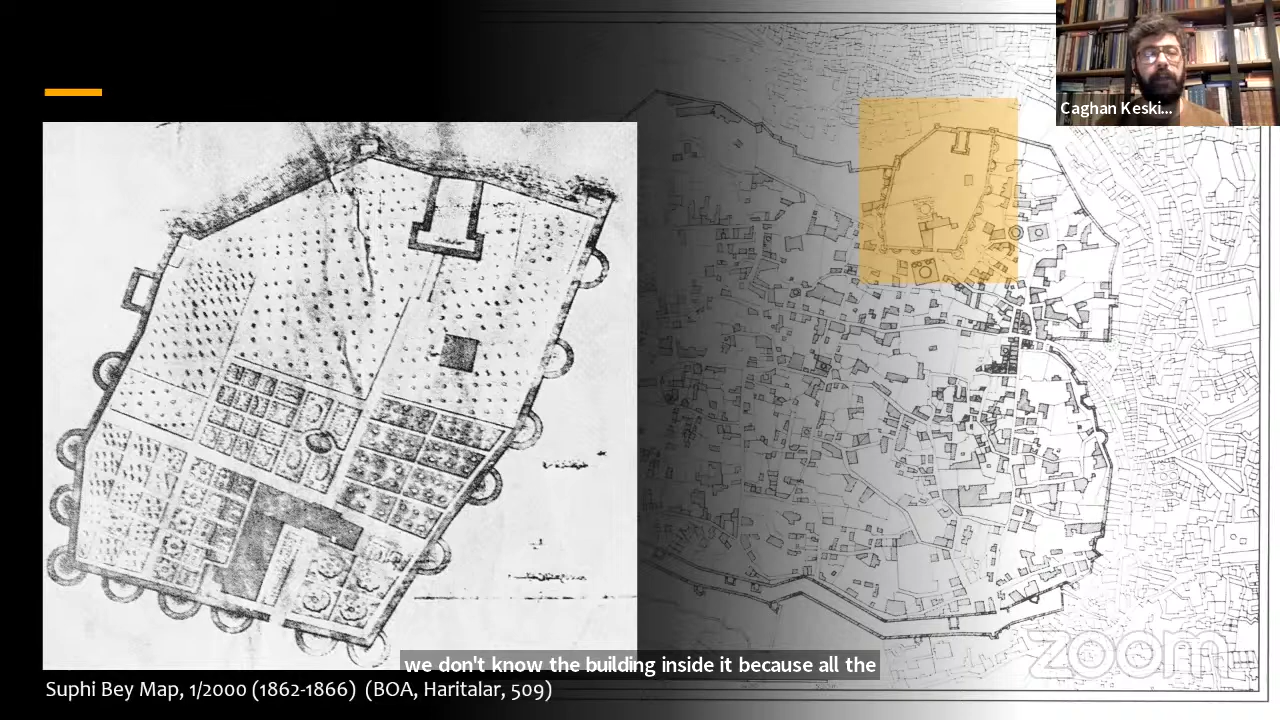 Caghan Keski...
we don't know the building inside it because all the
zoom
Suphi Bey Map, 1/2000 (1862-1866) (BOA, Haritalar, 509)